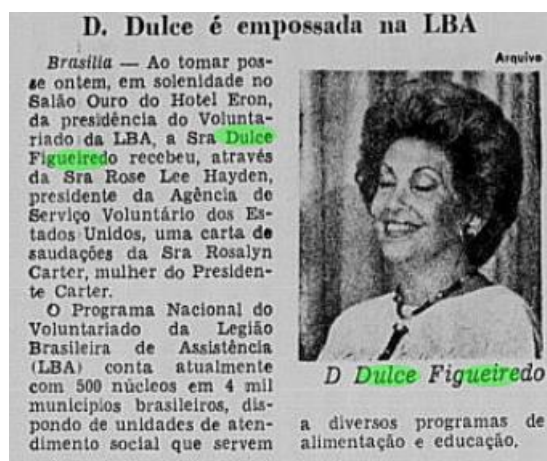 D. Dulce é empossada na LBA
Brasília — Ao tomar pos-
se ontem, em solenidade no
Salão Ouro do Hotel Eron,
da presidência do Volunta-
riado da LBA, a Sra Dulce
Figueiredo recebeu, através
da Sra Rose Lee Hayden,
presidente da Agência de
Serviço Voluntário dos Es-
tados Unidos, uma carta de
saudações da Sra Rosalyn
Carter, mulher do Presiden-
te Carter.
O Programa Nacional do
Voluntariado da Legião
Brasileira de Assistência
(LBA) conta atualmente
com 500 núcleos em 4 mil
municípios brasileiros, dis-
pondo de unidades de aten-
dimento social que servem
Arquivo
D Dulce Figueiredo
a diversos programas de
alimentação e educação.